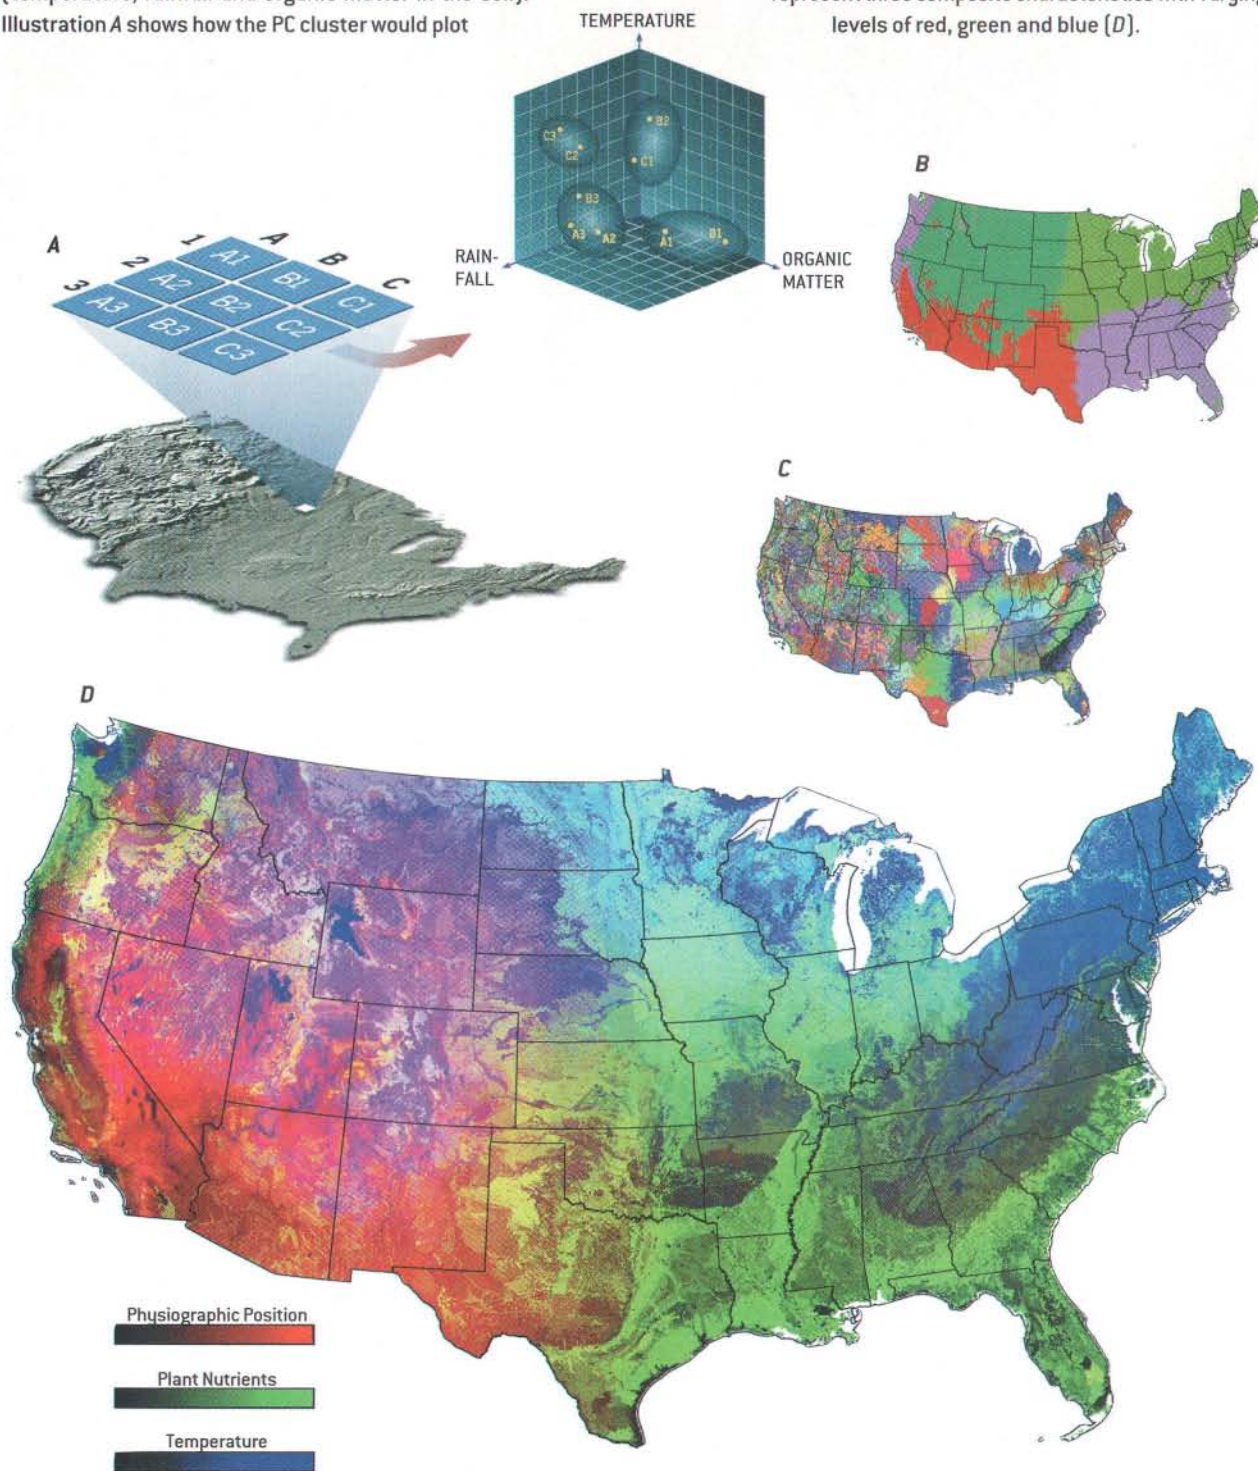 Illustration A shows how the PC cluster would plot
levels of red, green and blue (D).
TEMPERATURE
RAIN-
FALL
ORGANIC
MATTER
C3
C2
B2
C1
B3
A3
A2
A1
B1
A
1
2
3
A
B
C
A1
A2
B1
A3
B2
C1
B3
C2
C3
B
C
D
Physiographic Position
Plant Nutrients
Temperature